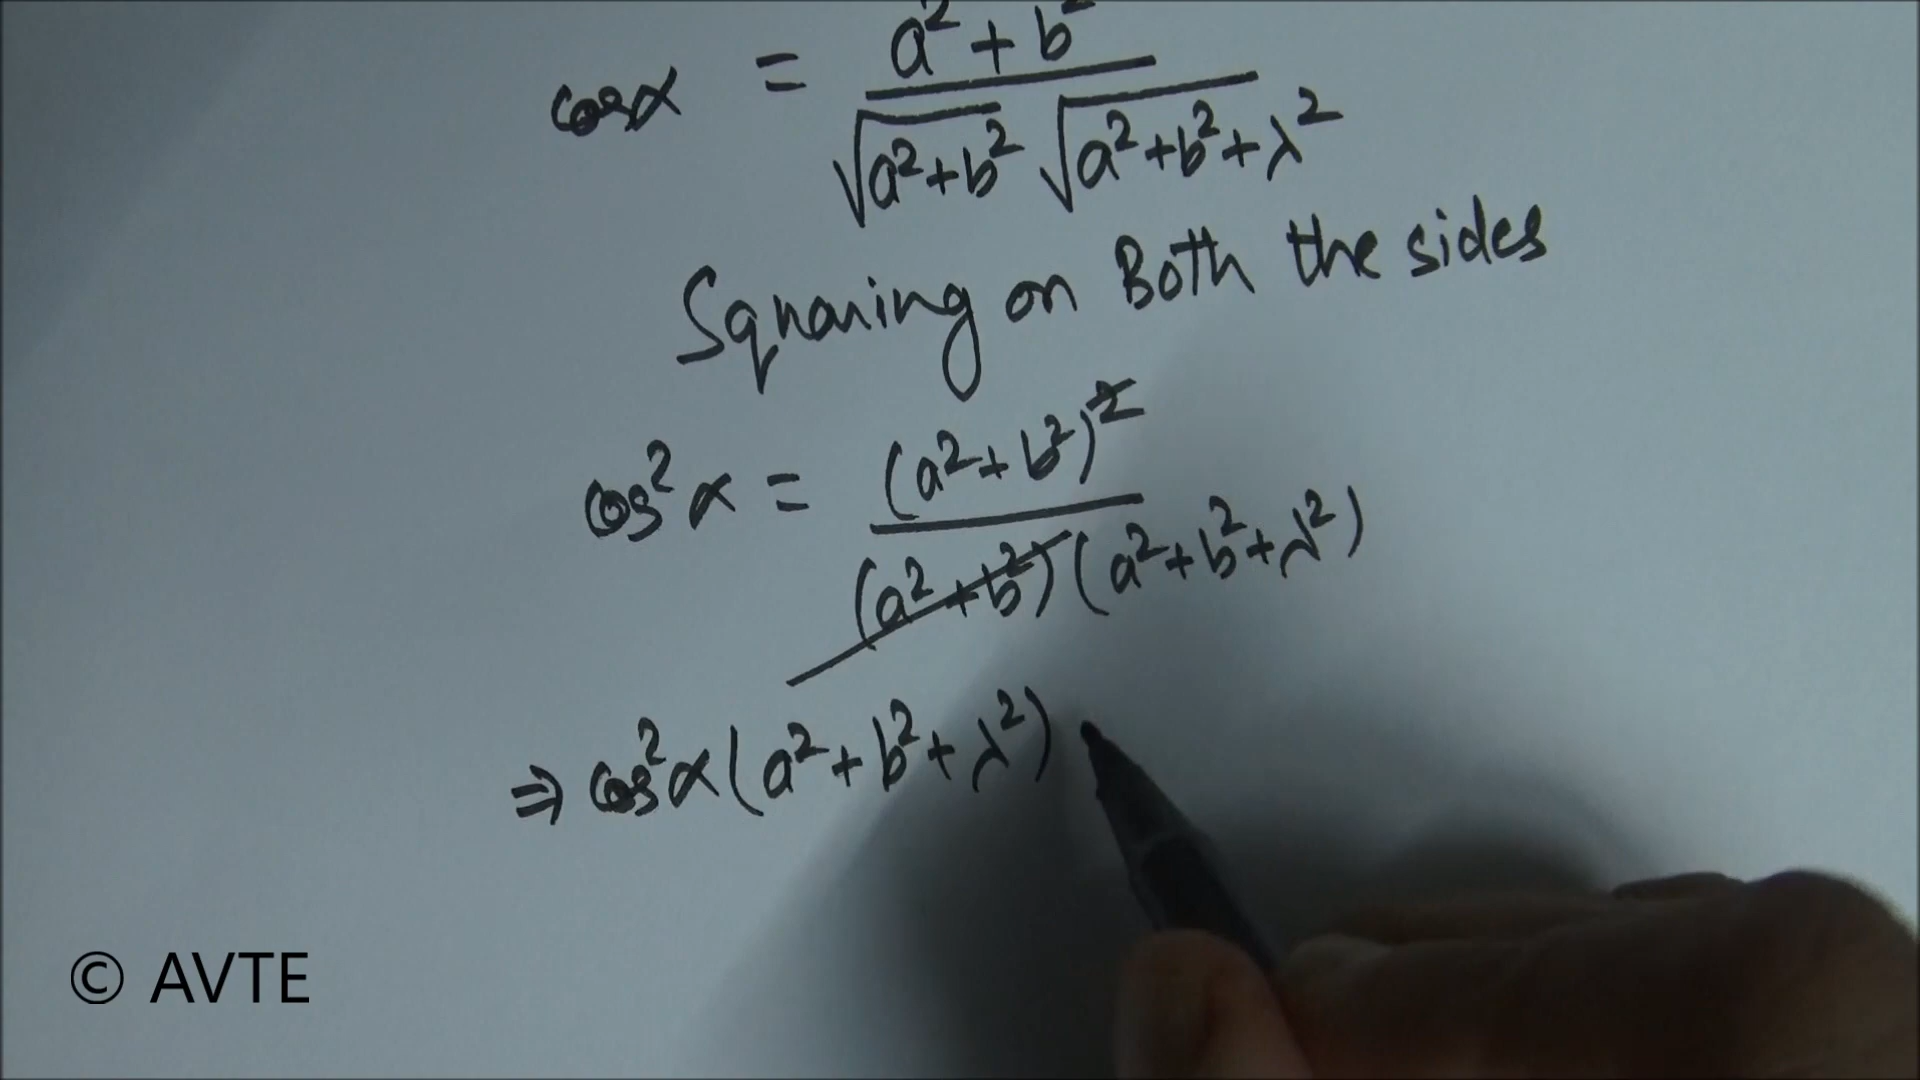 cosα = a² + b² / √a²+b² √a²+b²+λ²
Squaring on Both the sides
cos²α = (a²+b²)² / (a²+b²)(a²+b²+λ²)
⇒ cos²α(a²+b²+λ²)
© AVTE